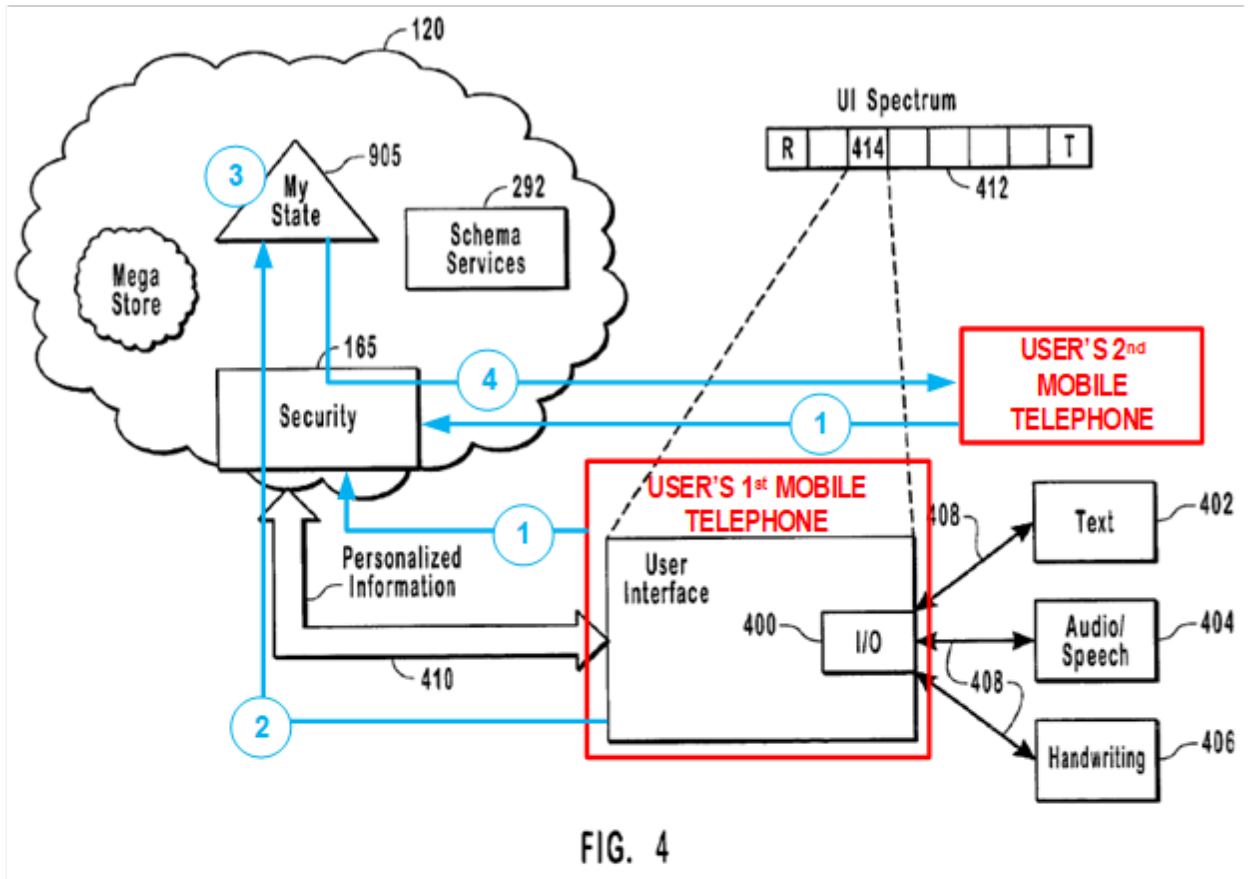 120
UI Spectrum
R
414
T
412
905
3
My
State
292
Schema
Services
Mega
Store
165
Security
4
1
USER'S 2nd
MOBILE
TELEPHONE
USER'S 1st MOBILE
TELEPHONE
1
Personalized
Information
User
Interface
400
I/O
408
Text
402
Audio/
Speech
404
408
Handwriting
406
410
2
FIG. 4